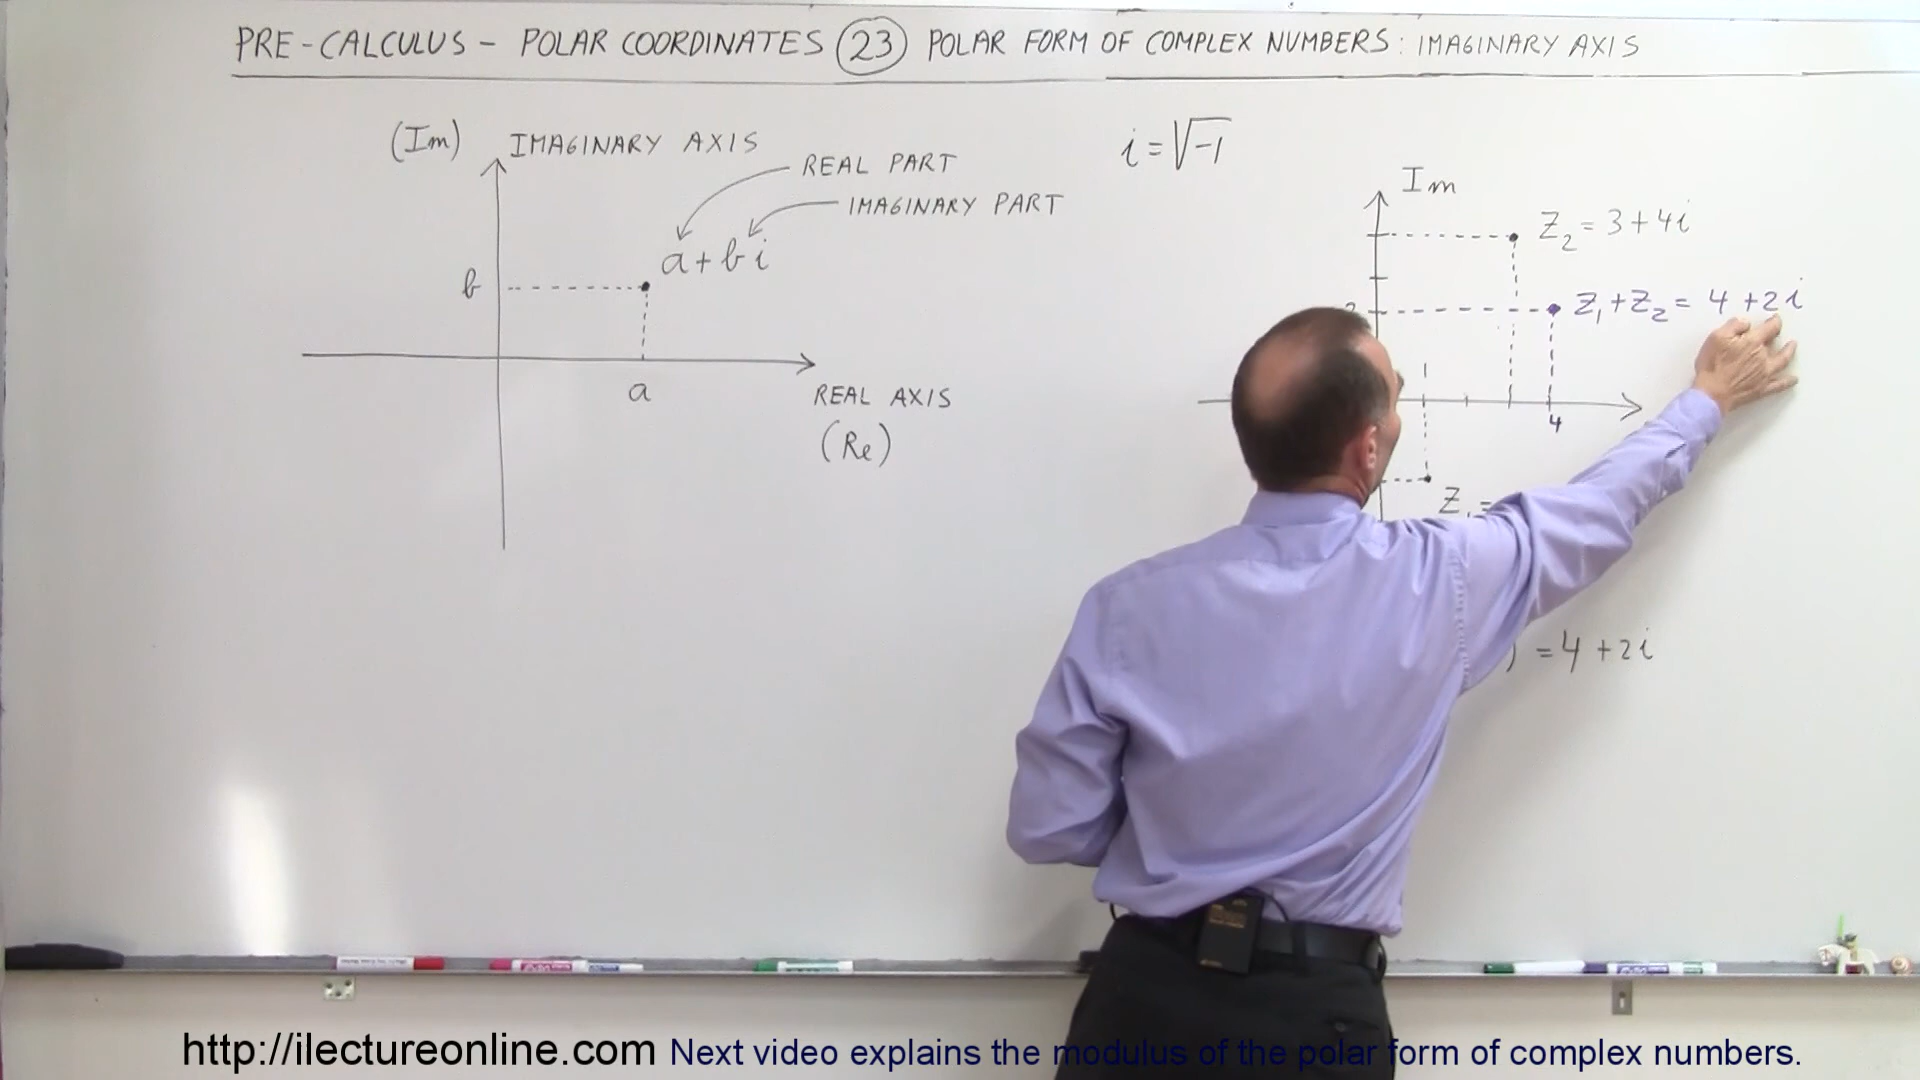 PRE-CALCULUS - POLAR COORDINATES 23 POLAR FORM OF COMPLEX NUMBERS: IMAGINARY AXIS
(Im) IMAGINARY AXIS
REAL PART
IMAGINARY PART
a+bi
b
a
REAL AXIS
(Re)
i=√-1
Im
Z₂=3+4i
Z₁+Z₂=4+2i
1
4
Z₁=
)=4+2i
http://ilectureonline.com Next video explains the modulus of the polar form of complex numbers.